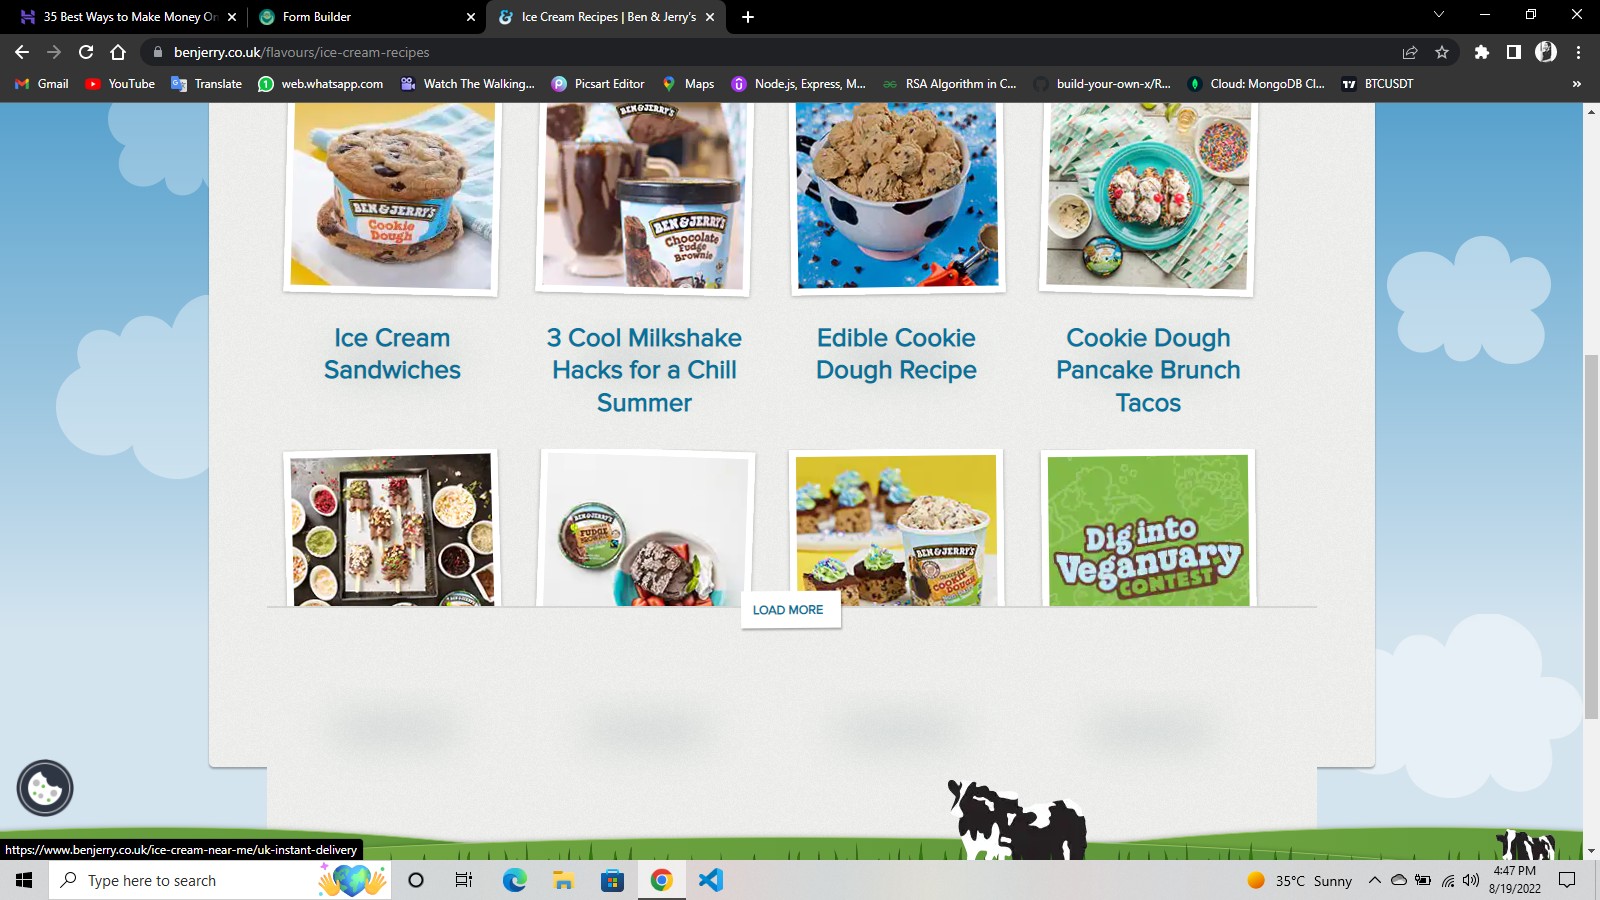 35 Best Ways to Make Money On
Form Builder
Ice Cream Recipes | Ben & Jerry's
benjerry.co.uk/flavours/ice-cream-recipes
Gmail
YouTube
Translate
web.whatsapp.com
Watch The Walking...
Picsart Editor
Maps
Node.js, Express, M...
RSA Algorithm in C...
build-your-own-x/R...
Cloud: MongoDB Cl...
BTCUSDT
»
BEN & JERRY'S
Cookie
Dough
BEN & JERRY'S
BEN & JERRY'S
Chocolate
Fudge
Brownie
Ice Cream
Sandwiches
3 Cool Milkshake
Hacks for a Chill
Summer
Edible Cookie
Dough Recipe
Cookie Dough
Pancake Brunch
Tacos
BEN & JERRY'S
FUDGE
BEN & JERRY'S
COOKIE
DOUGH
Dig into
Veganuary
CONTEST
LOAD MORE
https://www.benjerry.co.uk/ice-cream-near-me/uk-instant-delivery
Type here to search
35°C Sunny
4:47 PM
8/19/2022